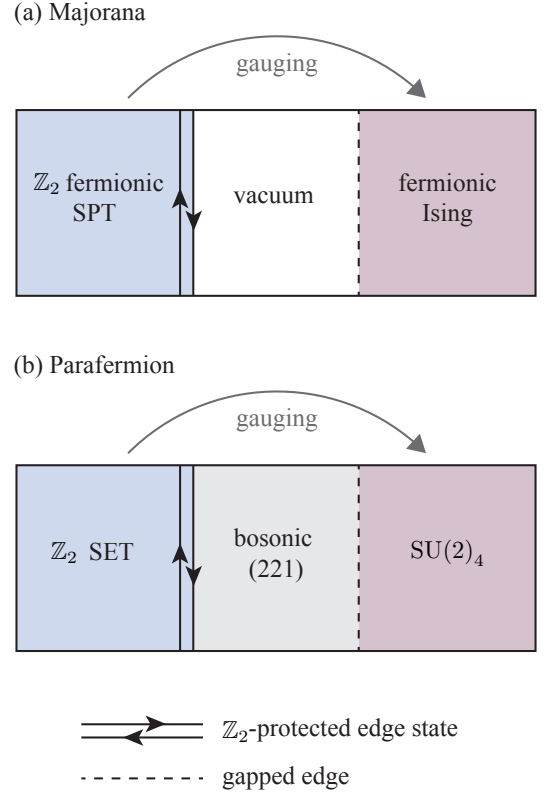 (a) Majorana
gauging
ℤ₂ fermionic
SPT
vacuum
fermionic
Ising
(b) Parafermion
gauging
ℤ₂ SET
bosonic
(221)
SU(2)₄
ℤ₂-protected edge state
gapped edge